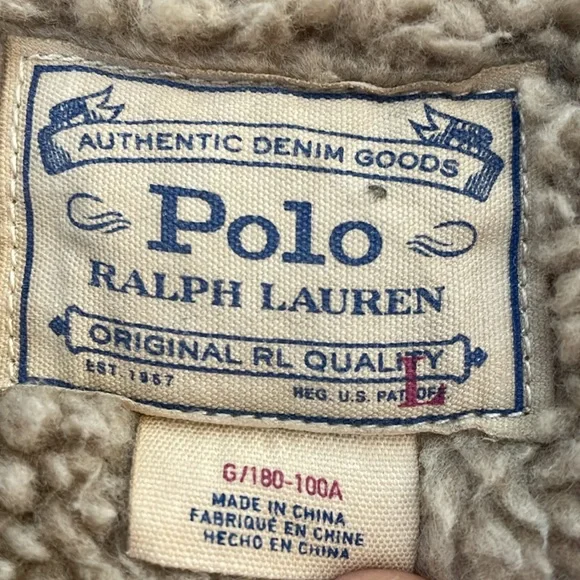 AUTHENTIC DENIM GOODS
Polo
RALPH LAUREN
ORIGINAL RL QUALITY
EST 1967 REG. U.S. PAT. OFF.
L
G/180-100A
MADE IN CHINA
FABRIQUÉ EN CHINE
HECHO EN CHINA